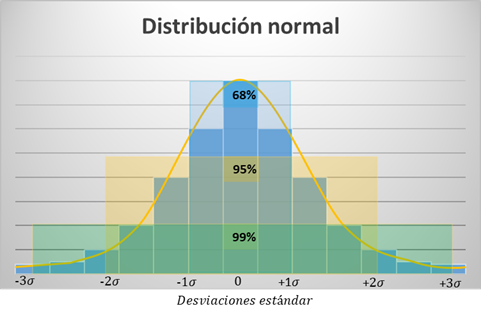 Distribución normal
68%
95%
99%
-3σ -2σ -1σ 0 +1σ +2σ +3σ
Desviaciones estándar